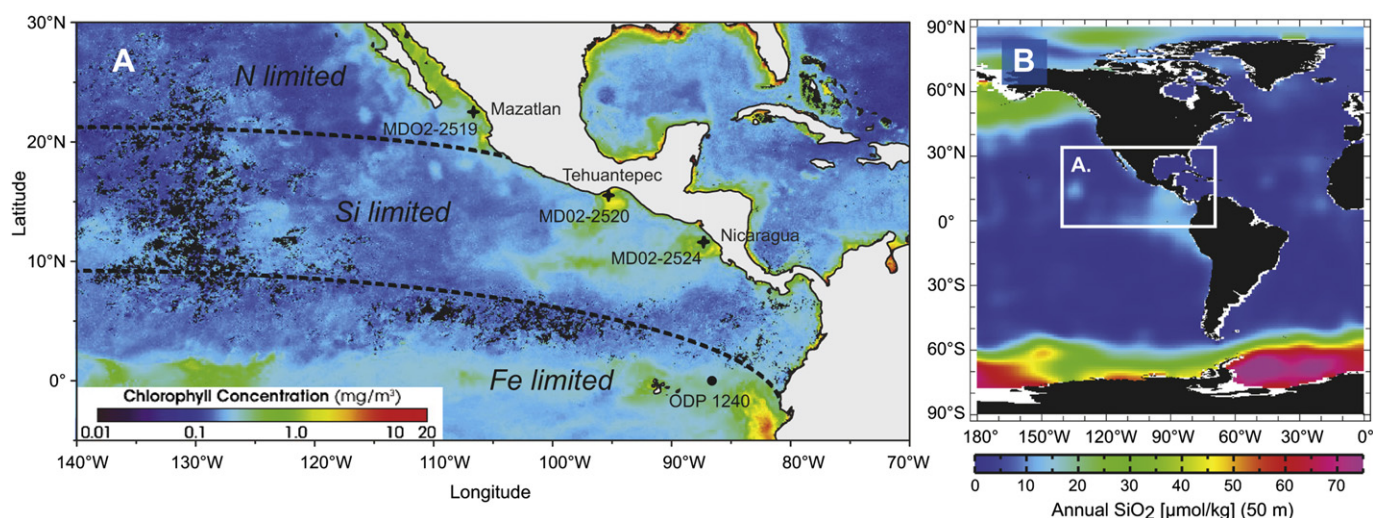 A
N limited
Mazatlan
MDO2-2519
Tehuantepec
Si limited
MD02-2520
Nicaragua
MD02-2524
Fe limited
ODP 1240
Chlorophyll Concentration (mg/m³)
0.01 0.1 1.0 10 20
30°N
20°N
10°N
0°
Latitude
140°W 130°W 120°W 110°W 100°W 90°W 80°W 70°W
Longitude
B
A.
90°N
60°N
30°N
0°
30°S
60°S
90°S
180° 150°W 120°W 90°W 60°W 30°W 0°
0 10 20 30 40 50 60 70
Annual SiO₂ [µmol/kg] (50 m)